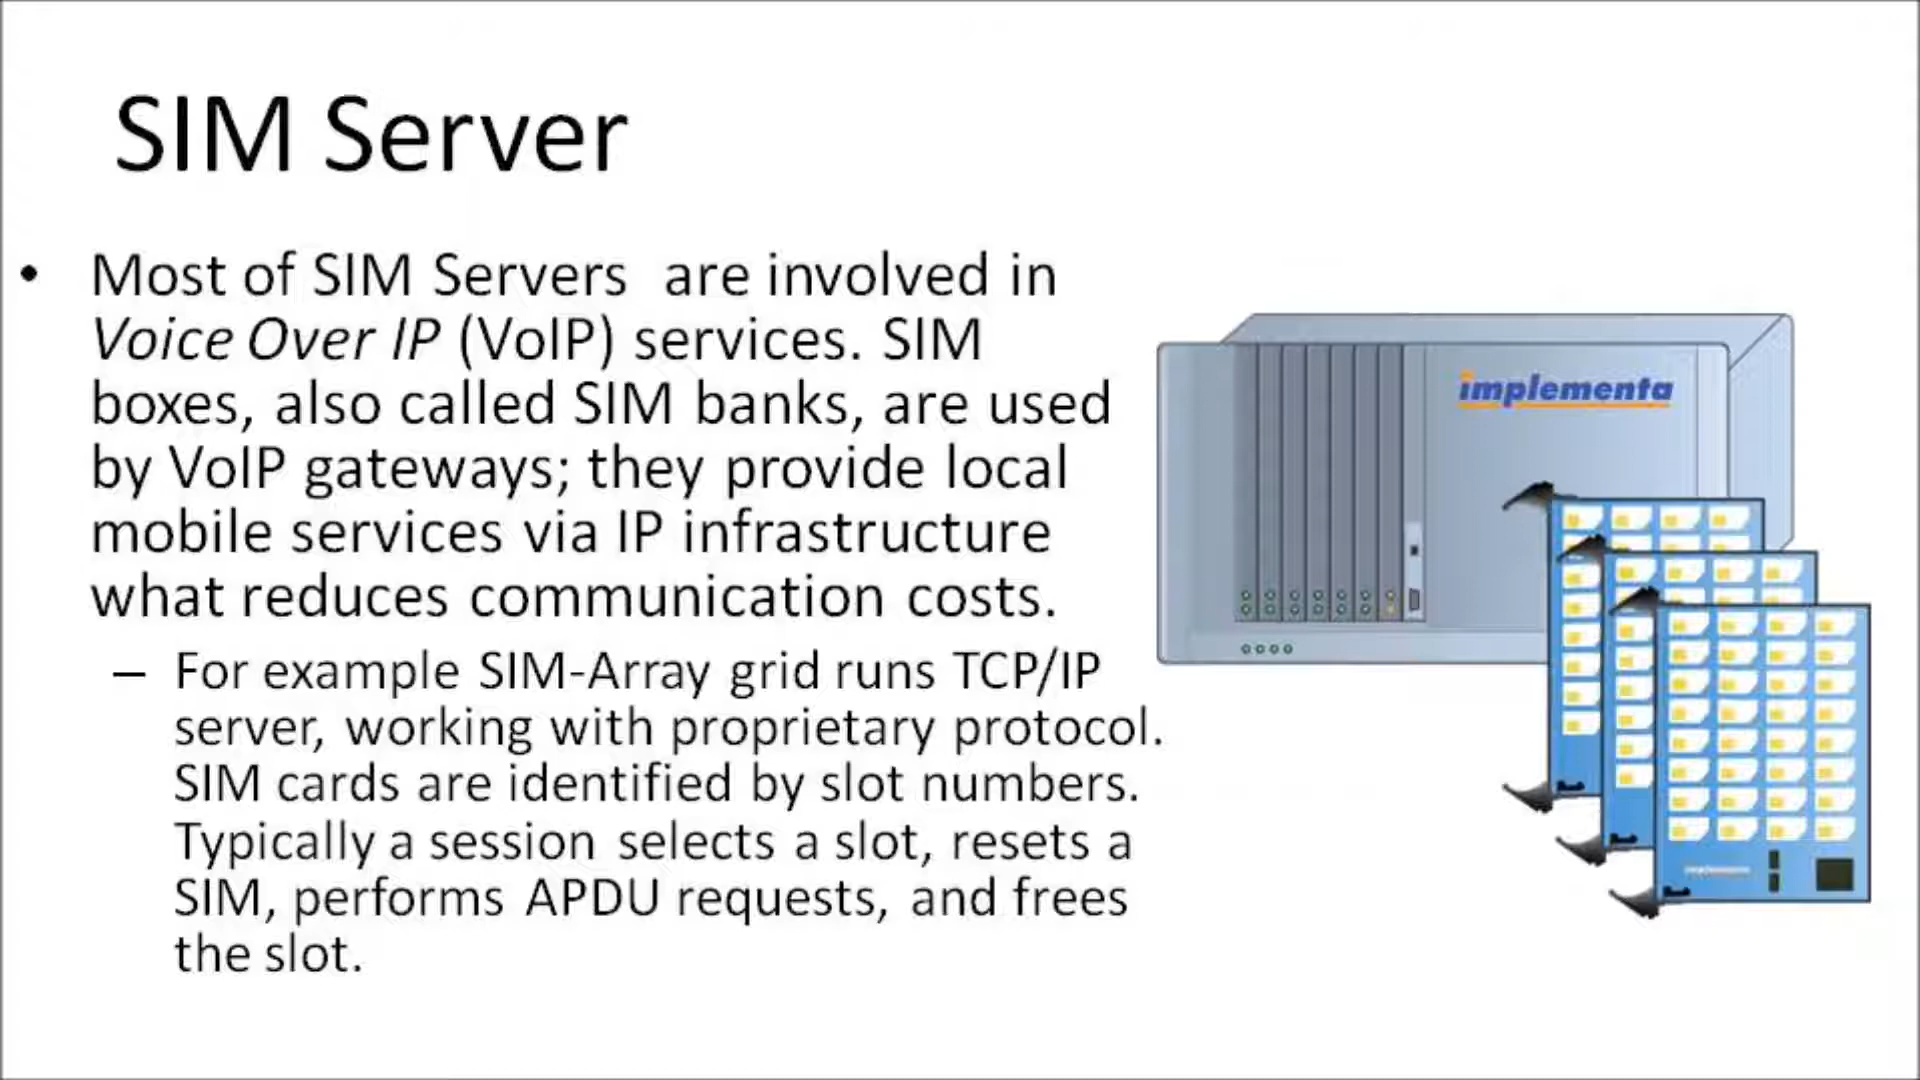 SIM Server
• Most of SIM Servers are involved in
Voice Over IP (VoIP) services. SIM
boxes, also called SIM banks, are used
by VoIP gateways; they provide local
mobile services via IP infrastructure
what reduces communication costs.
– For example SIM-Array grid runs TCP/IP
server, working with proprietary protocol.
SIM cards are identified by slot numbers.
Typically a session selects a slot, resets a
SIM, performs APDU requests, and frees
the slot.
implementa